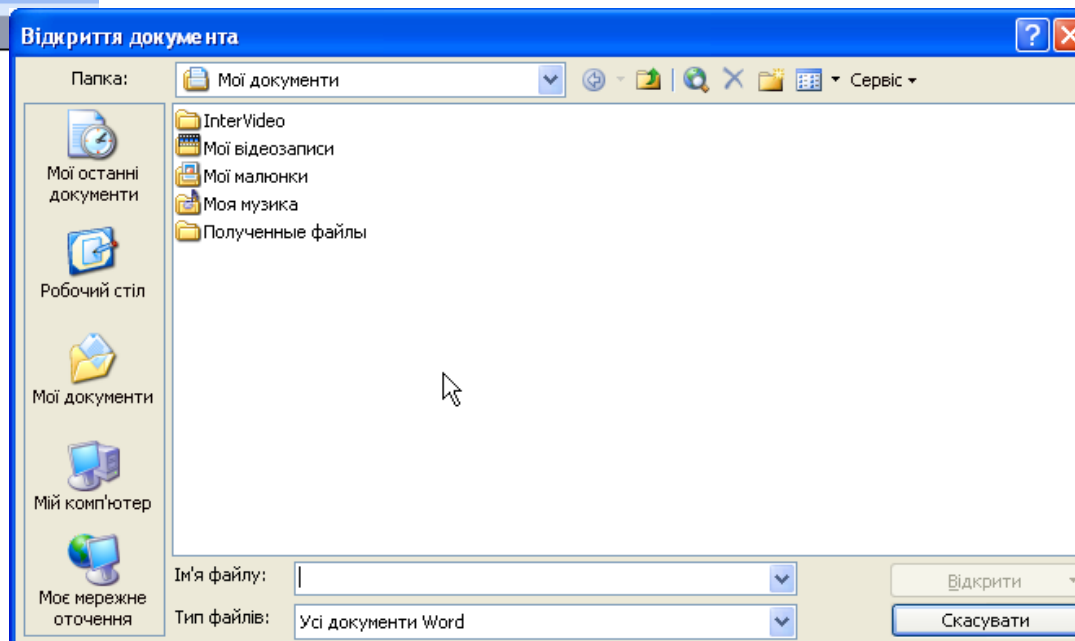 Відкриття документа
Папка: Мої документи Сервіс
InterVideo
Мої відеозаписи
Мої малюнки
Моя музика
Полученные файлы
Мої останні
документи
Робочий стіл
Мої документи
Мій комп'ютер
Моє мережне
оточення
Ім'я файлу: Відкрити
Тип файлів: Усі документи Word Скасувати